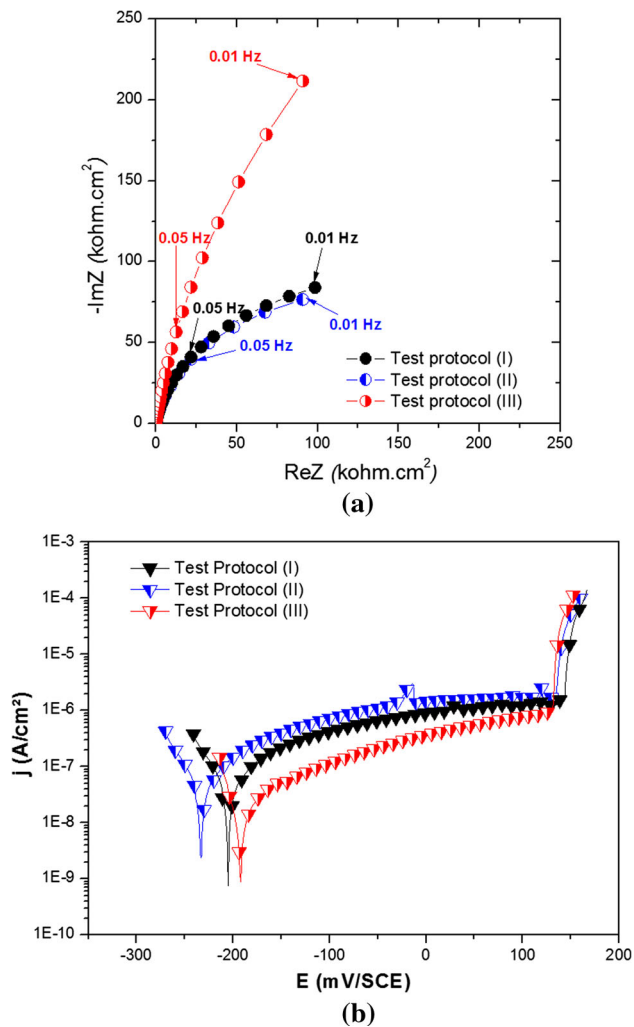 250
200
150
100
50
0
-ImZ (kohm.cm²)
0.01 Hz
0.05 Hz
0.01 Hz
0.05 Hz
0.05 Hz
0.01 Hz
Test protocol (I)
Test protocol (II)
Test protocol (III)
0 50 100 150 200 250
ReZ (kohm.cm²)
(a)
1E-3
1E-4
1E-5
1E-6
1E-7
1E-8
1E-9
1E-10
j (A/cm²)
Test Protocol (I)
Test Protocol (II)
Test Protocol (III)
-300 -200 -100 0 100 200
E (mV/SCE)
(b)